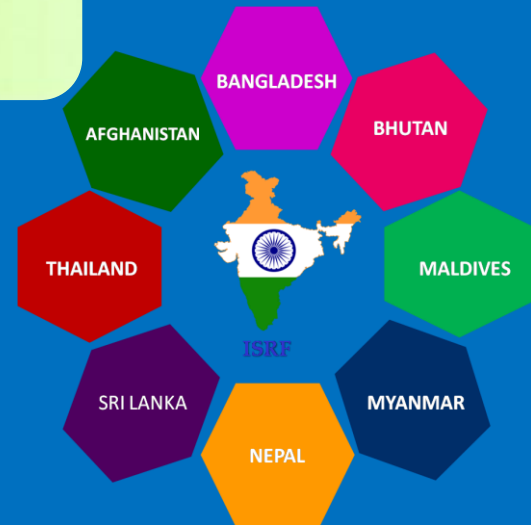 BANGLADESH
AFGHANISTAN
BHUTAN
THAILAND
MALDIVES
ISRF
SRI LANKA
MYANMAR
NEPAL